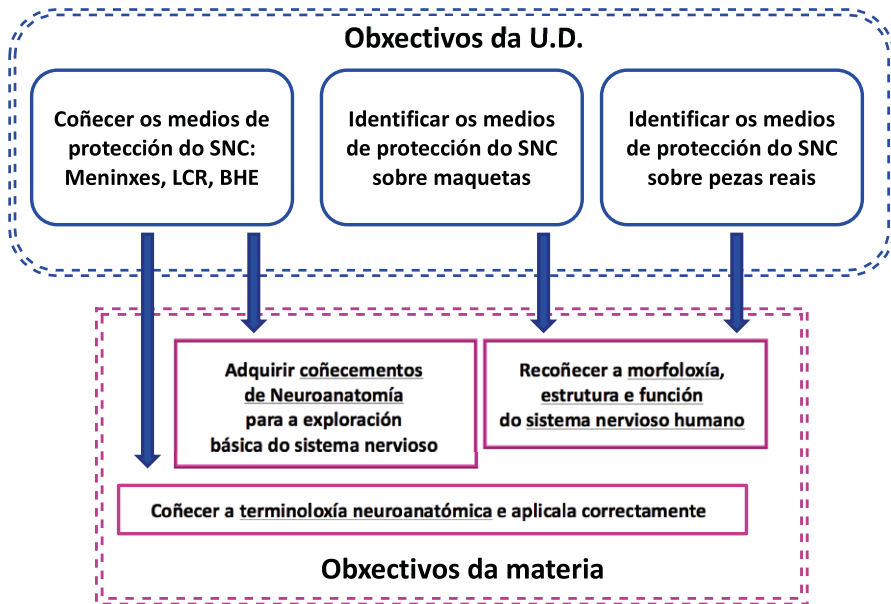 Obxectivos da U.D.
Coñecer os medios de
protección do SNC:
Meninxes, LCR, BHE
Identificar os medios
de protección do SNC
sobre maquetas
Identificar os medios
de protección do SNC
sobre pezas reais
Adquirir coñecementos
de Neuroanatomía
para a exploración
básica do sistema nervioso
Recoñecer a morfoloxía,
estrutura e función
do sistema nervioso humano
Coñecer a terminoloxía neuroanatómica e aplicala correctamente
Obxectivos da materia